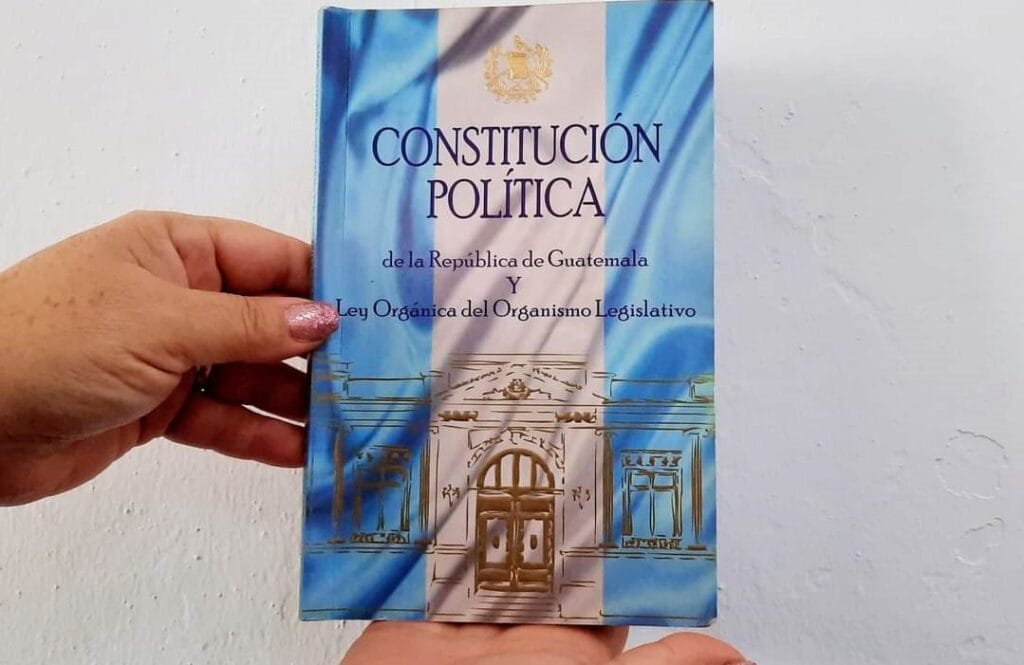 CONSTITUCIÓN
POLÍTICA
de la República de Guatemala
Y
Ley Orgánica del Organismo Legislativo